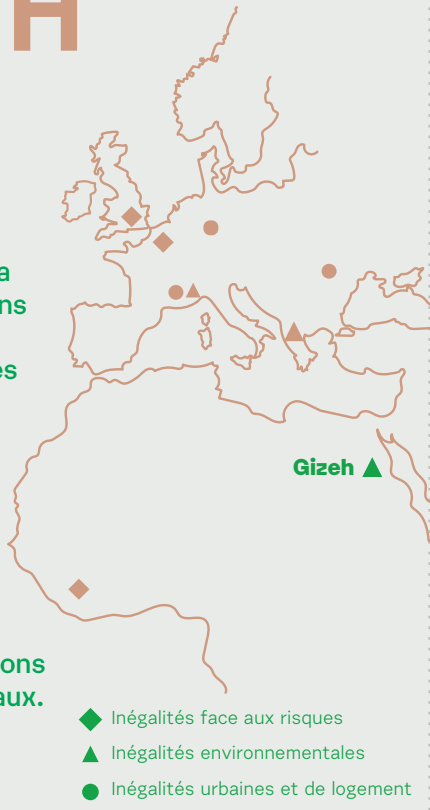 H
a
ns
es
Gizeh
ons
aux.
Inégalités face aux risques
Inégalités environnementales
Inégalités urbaines et de logement